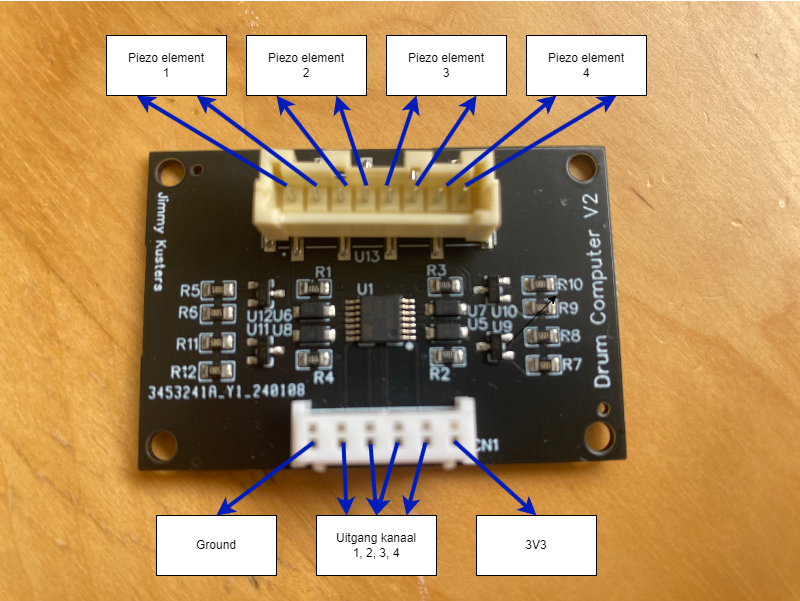 Piezo element
1
Piezo element
2
Piezo element
3
Piezo element
4
Jimmy Kusters
Drum Computer V2
U13
R1
R3
U1
R5
R6
R11
R12
U12 U6
U11 U8
R4
U7 U10
U5 U9
R2
R10
R9
R8
R7
3453241A_Y1_240108
CN1
Ground
Uitgang kanaal
1, 2, 3, 4
3V3